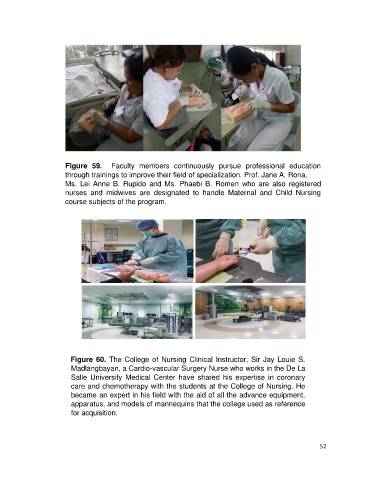 Figure 59. Faculty members continuously pursue professional education
through trainings to improve their field of specialization. Prof. Jane A. Rona,
Ms. Lei Anne B. Rupido and Ms. Phaebi B. Romen who are also registered
nurses and midwives are designated to handle Maternal and Child Nursing
course subjects of the program.
Figure 60. The College of Nursing Clinical Instructor, Sir Jay Louie S.
Madlangbayan, a Cardio-vascular Surgery Nurse who works in the De La
Salle University Medical Center have shared his expertise in coronary
care and chemotherapy with the students at the College of Nursing. He
became an expert in his field with the aid of all the advance equipment,
apparatus, and models of mannequins that the college used as reference
for acquisition.
52